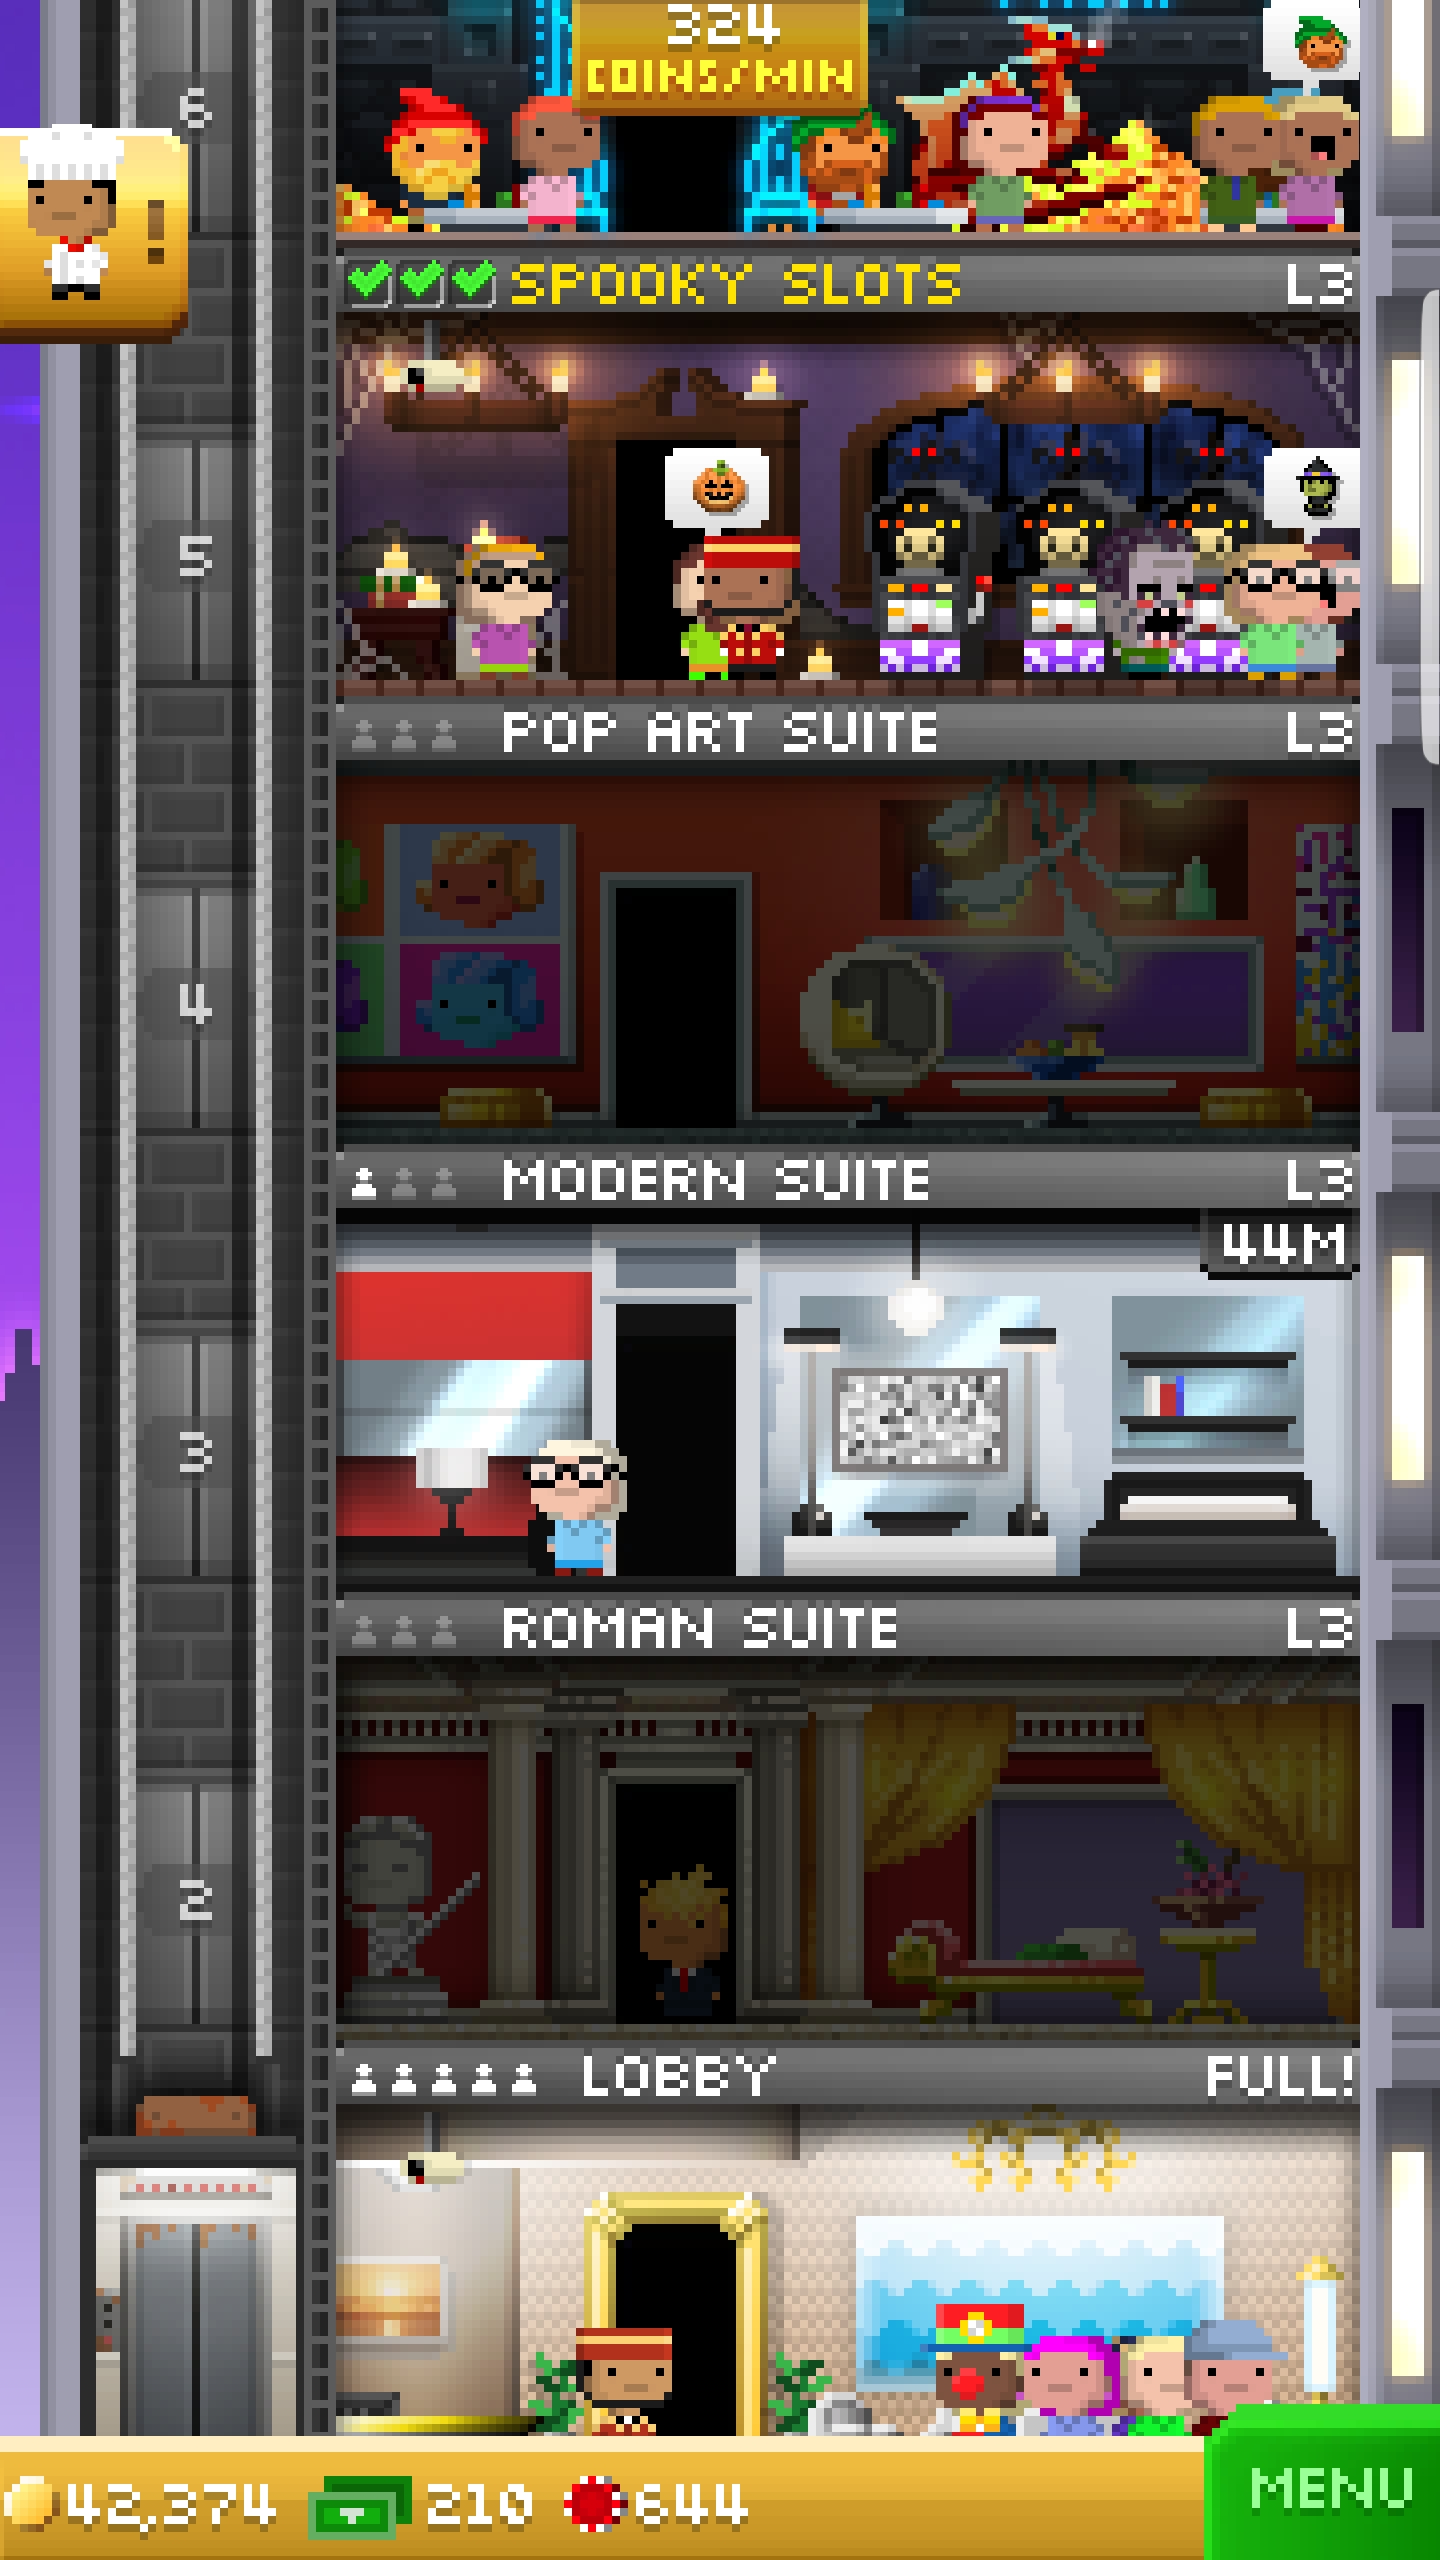 324
COINS/MIN
6
!
SPOOKY SLOTS L3
5
POP ART SUITE L3
4
MODERN SUITE L3
44M
3
ROMAN SUITE L3
2
LOBBY FULL!
42,374 210 644
MENU